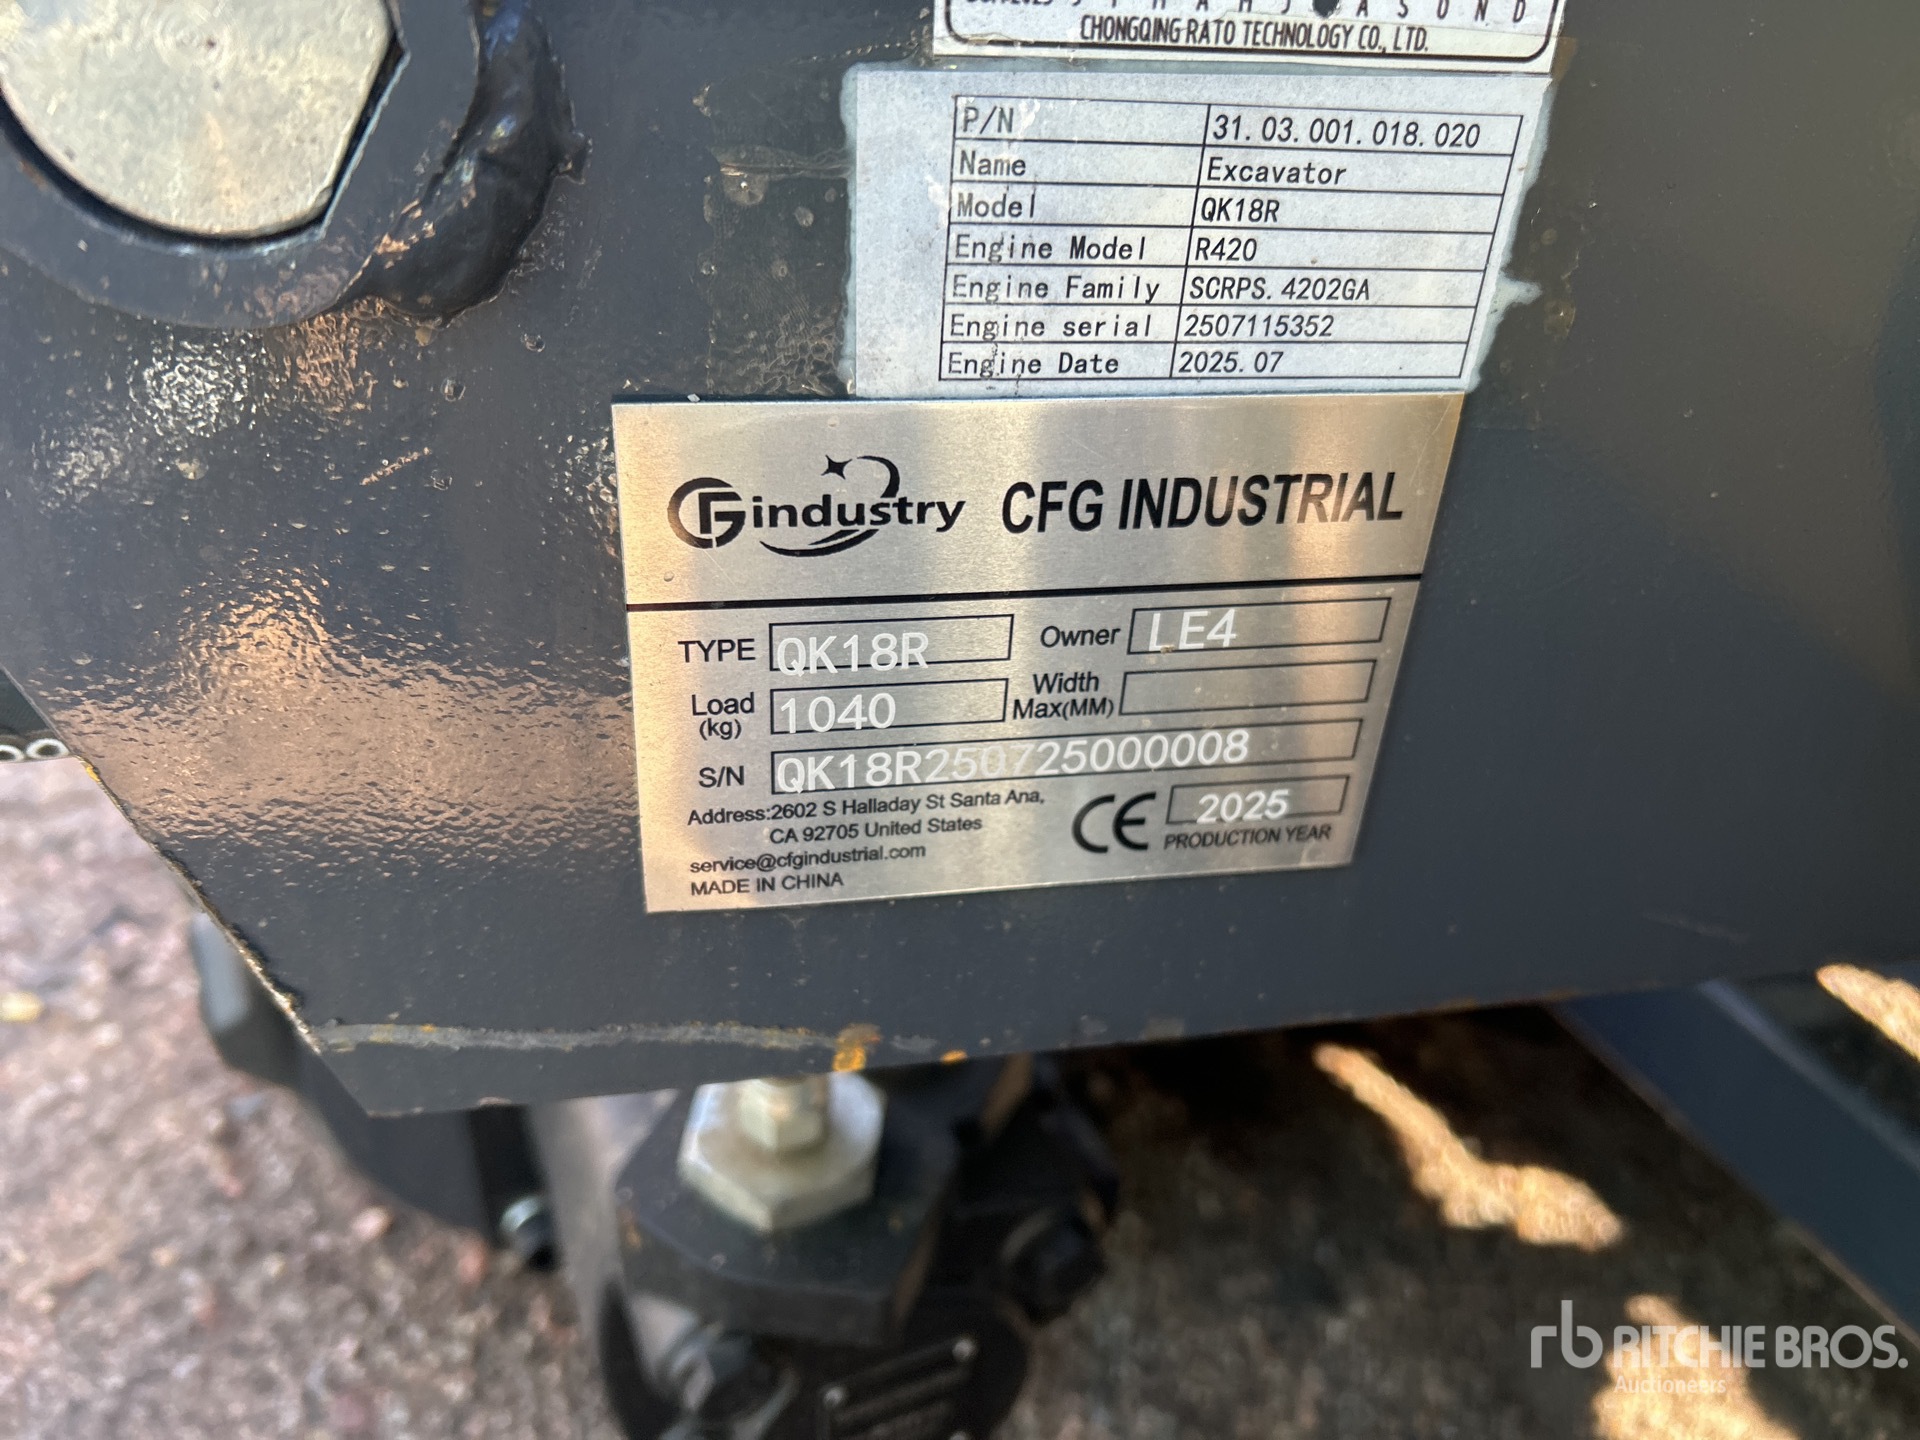 A S O N D
CHONGQING RATO TECHNOLOGY CO., LTD.
P/N 31.03.001.018.020
Name Excavator
Model QK18R
Engine Model R420
Engine Family SCRPS.4202GA
Engine serial 2507115352
Engine Date 2025.07
GFindustry CFG INDUSTRIAL
TYPE QK18R Owner LE4
Load (kg) 1040 Width Max(MM)
S/N QK18R250725000008
Address:2602 S Halladay St Santa Ana,
CA 92705 United States
service@cfgindustrial.com
MADE IN CHINA
CE 2025
PRODUCTION YEAR
rb RITCHIE BROS.
Auctioneers